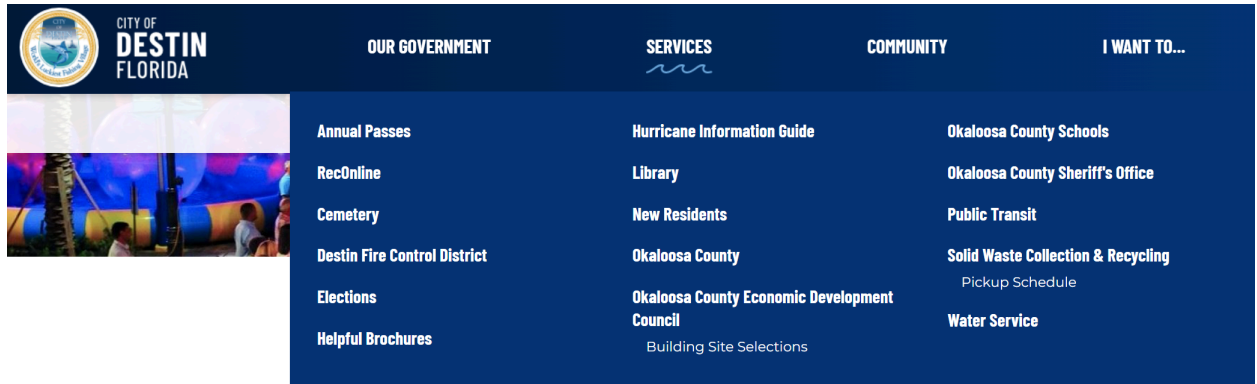 CITY OF
DESTIN
FLORIDA
OUR GOVERNMENT
SERVICES
COMMUNITY
I WANT TO...
Annual Passes
RecOnline
Cemetery
Destin Fire Control District
Elections
Helpful Brochures
Hurricane Information Guide
Library
New Residents
Okaloosa County
Okaloosa County Economic Development
Council
Building Site Selections
Okaloosa County Schools
Okaloosa County Sheriff's Office
Public Transit
Solid Waste Collection & Recycling
Pickup Schedule
Water Service